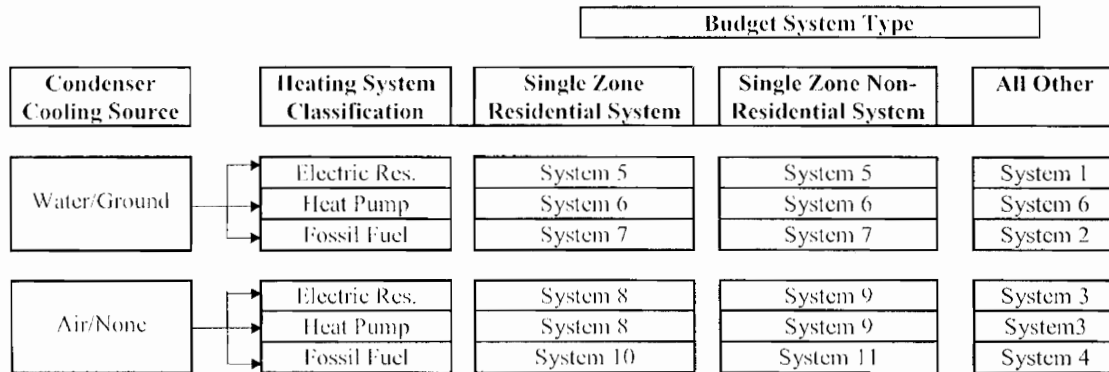 Budget System Type
Condenser Cooling Source
Heating System Classification
Single Zone Residential System
Single Zone Non-Residential System
All Other
Water/Ground
Electric Res. System 5 System 5 System 1
Heat Pump System 6 System 6 System 6
Fossil Fuel System 7 System 7 System 2
Air/None
Electric Res. System 8 System 9 System 3
Heat Pump System 8 System 9 System3
Fossil Fuel System 10 System 11 System 4